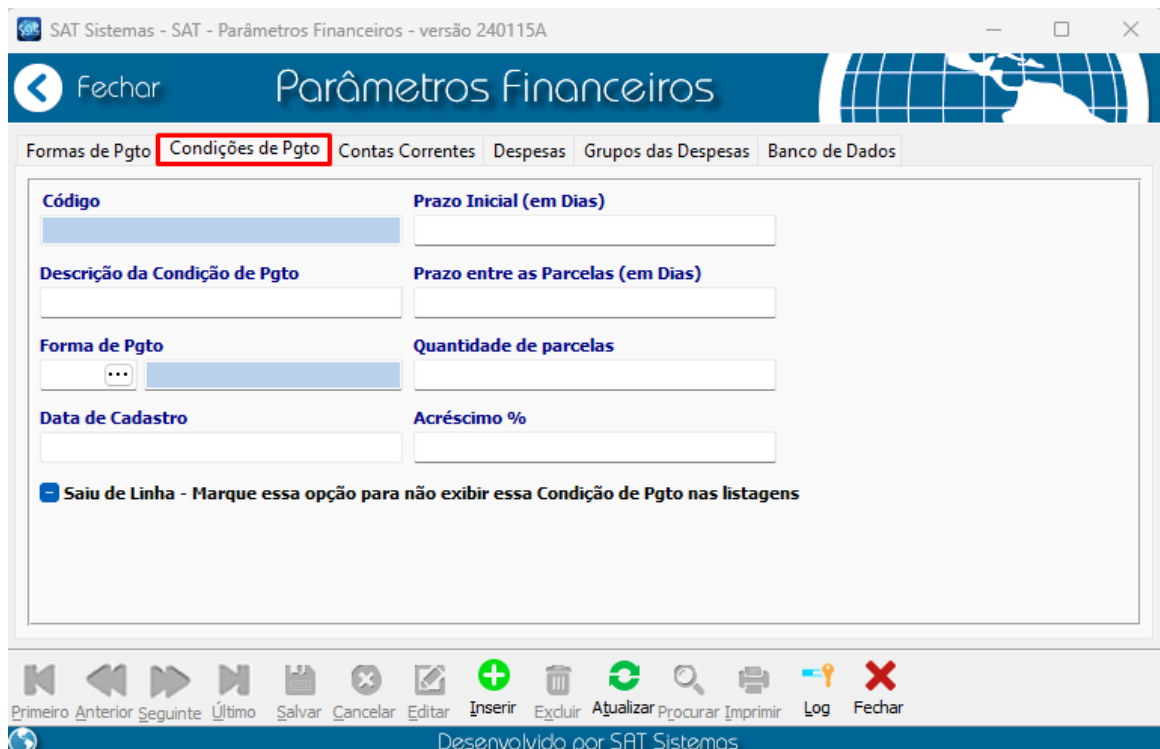 SAT Sistemas - SAT - Parâmetros Financeiros - versão 240115A
Fechar Parâmetros Financeiros
Formas de Pgto Condições de Pgto Contas Correntes Despesas Grupos das Despesas Banco de Dados
Código Prazo Inicial (em Dias)
Descrição da Condição de Pgto Prazo entre as Parcelas (em Dias)
Forma de Pgto Quantidade de parcelas
...
Data de Cadastro Acréscimo %
Saiu de Linha - Marque essa opção para não exibir essa Condição de Pgto nas listagens
Primeiro Anterior Seguinte Último Salvar Cancelar Editar Inserir Excluir Atualizar Procurar Imprimir Log Fechar
Desenvolvido por SAT Sistemas